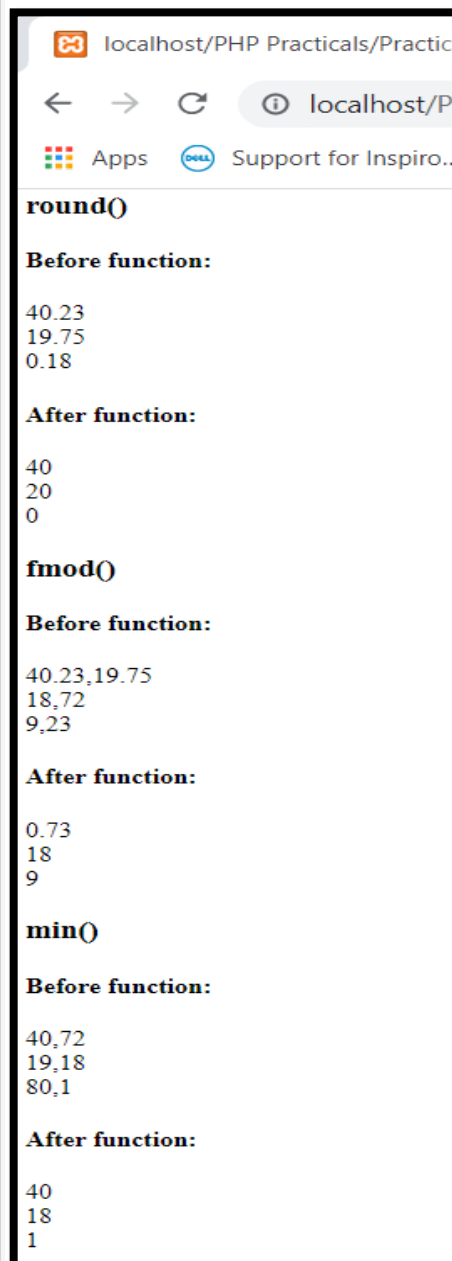 localhost/PHP Practicals/Practic
localhost/P
Apps DELL Support for Inspiro..
round()
Before function:
40.23
19.75
0.18
After function:
40
20
0
fmod()
Before function:
40.23,19.75
18,72
9,23
After function:
0.73
18
9
min()
Before function:
40,72
19,18
80,1
After function:
40
18
1